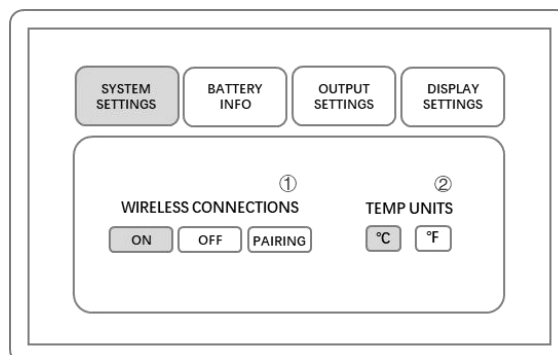 SYSTEM
SETTINGS
BATTERY
INFO
OUTPUT
SETTINGS
DISPLAY
SETTINGS
①
WIRELESS CONNECTIONS
ON OFF PAIRING
②
TEMP UNITS
°C °F